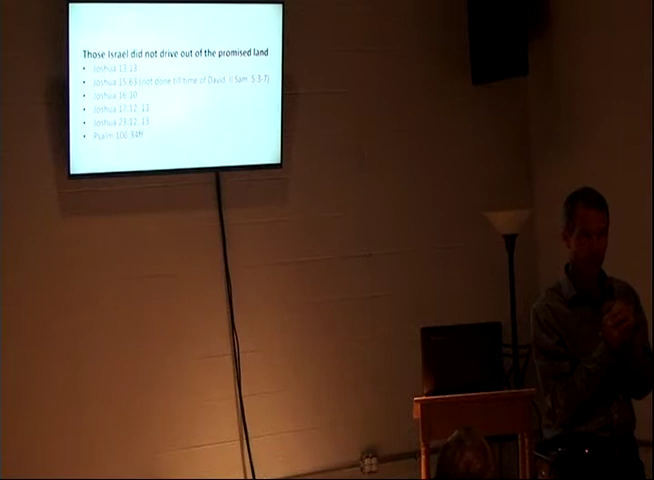 Those Israel did not drive out of the promised land
• Joshua 13:13
• Joshua 15:63 (not done till time of David, II Sam. 5:3-7)
• Joshua 16:10
• Joshua 17:12, 13
• Joshua 23:12, 13
• Psalm 106:34ff